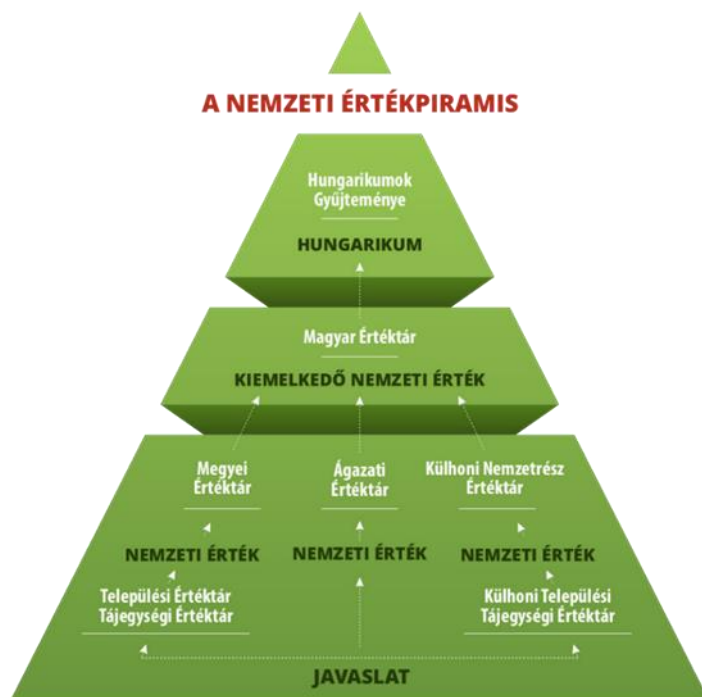 A NEMZETI ÉRTÉKPIRAMIS
Hungarikumok
Gyűjteménye
HUNGARIKUM
Magyar Értéktár
KIEMELKEDŐ NEMZETI ÉRTÉK
Megyei
Értéktár
Ágazati
Értéktár
Külhoni Nemzetrész
Értéktár
NEMZETI ÉRTÉK
NEMZETI ÉRTÉK
NEMZETI ÉRTÉK
Települési Értéktár
Tájegységi Értéktár
Külhoni Települési
Tájegységi Értéktár
JAVASLAT